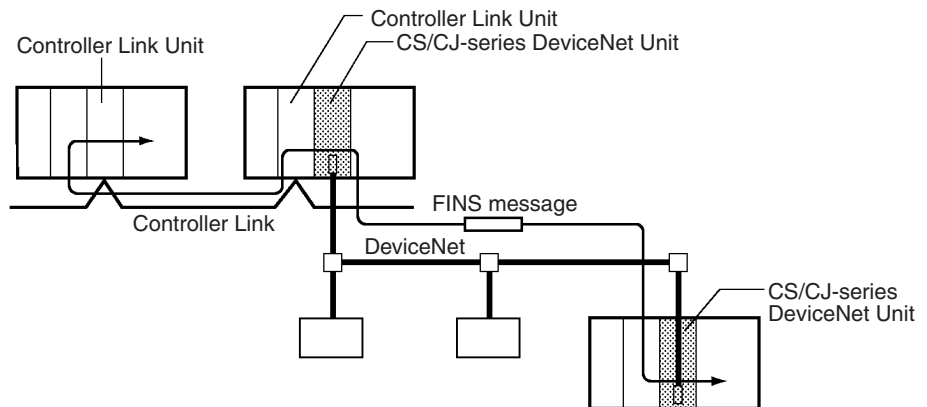 Controller Link Unit
CS/CJ-series DeviceNet Unit
Controller Link Unit
Controller Link
FINS message
DeviceNet
CS/CJ-series
DeviceNet Unit